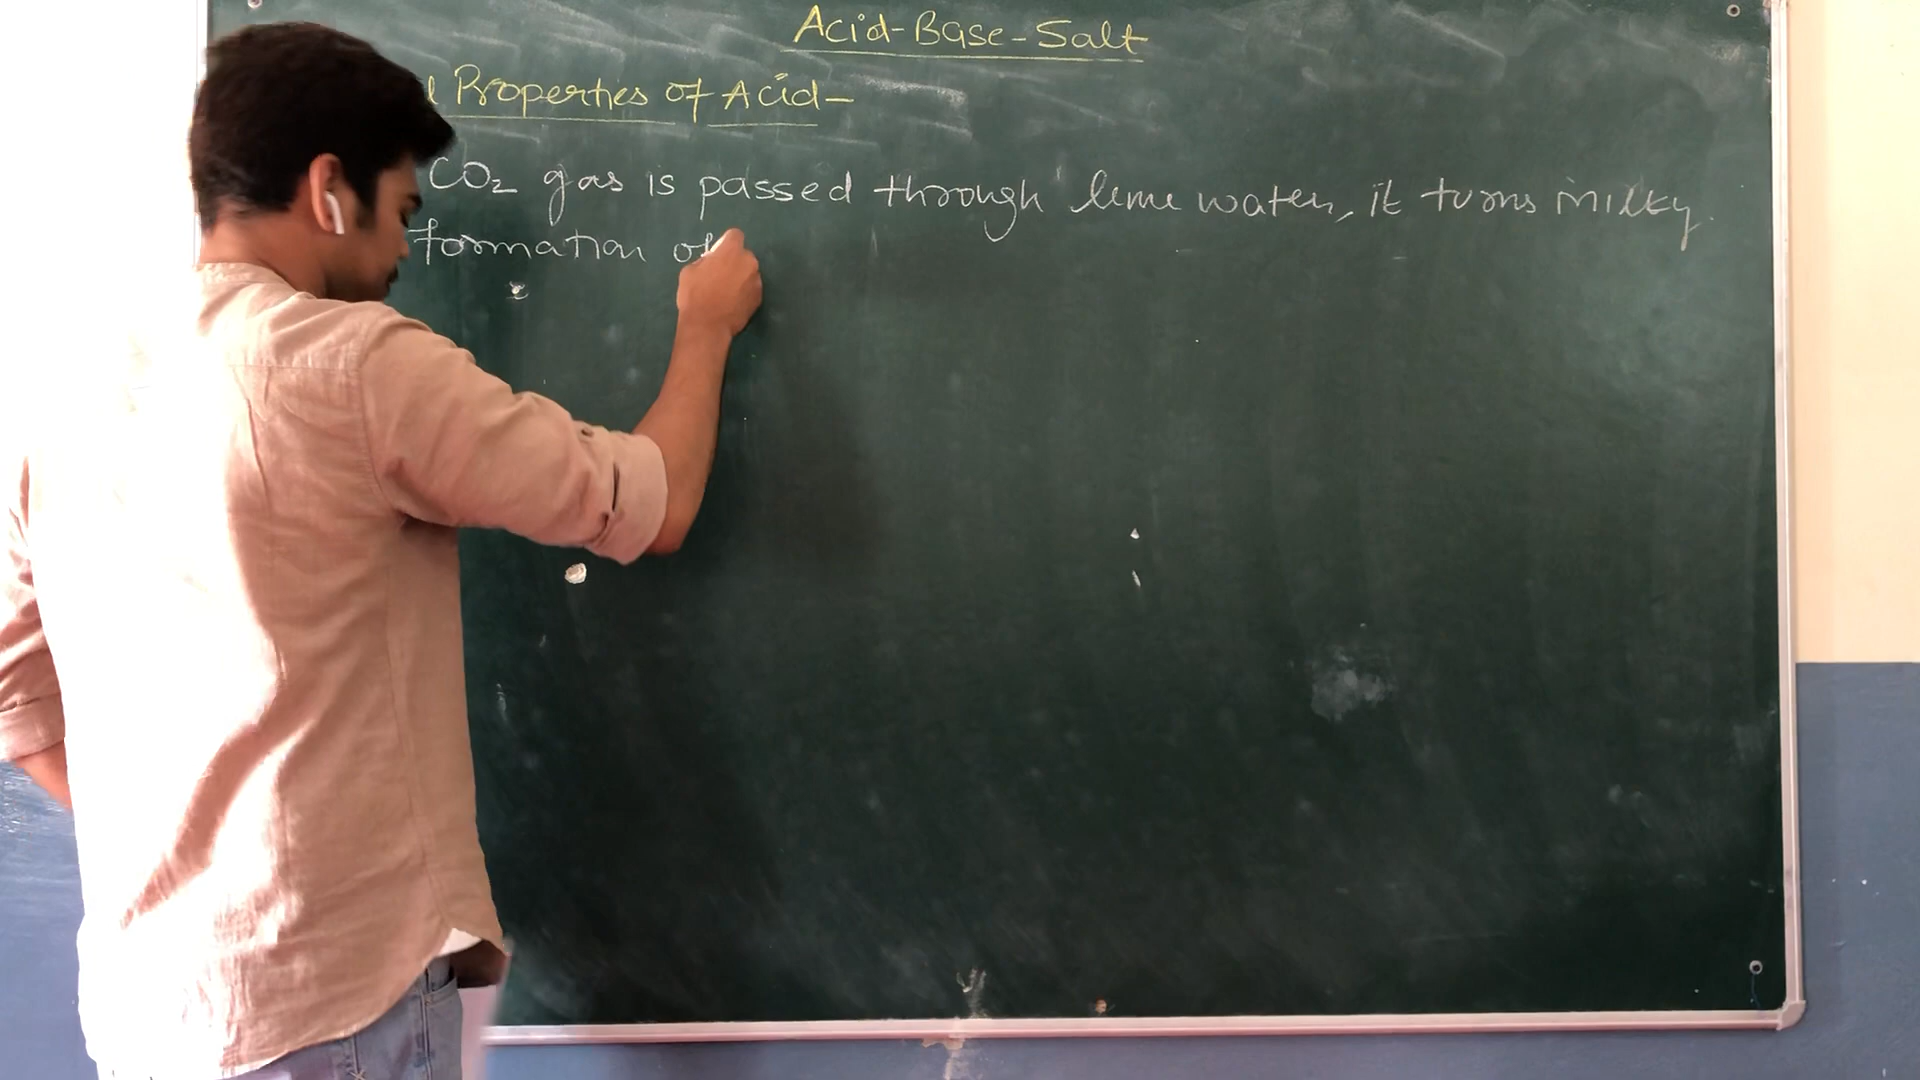 Acid-Base-Salt
l Properties of Acid-
CO₂ gas is passed through lime water, it turns milky.
formation of